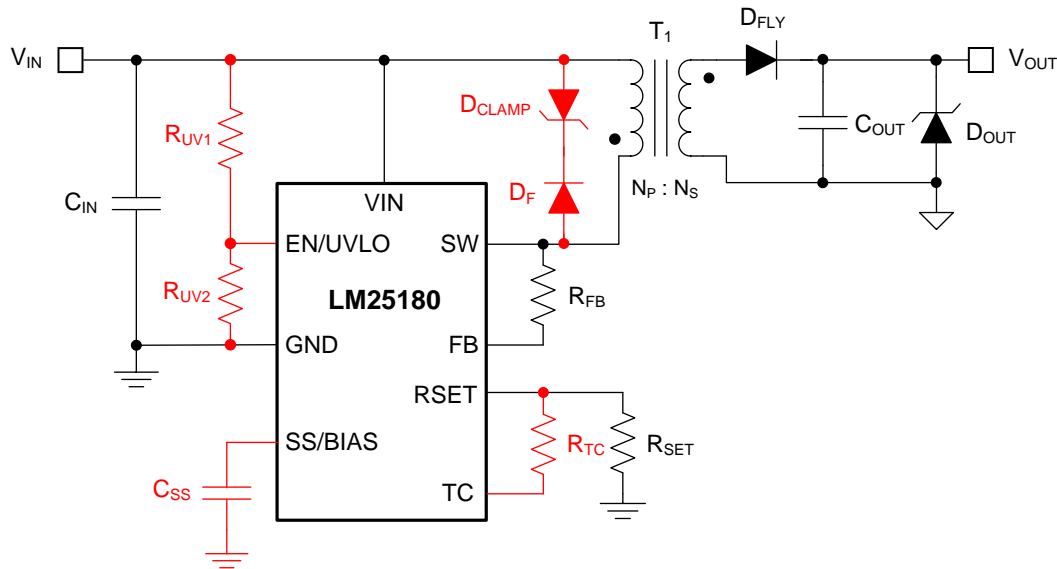 T1
DFLY
VIN
VOUT
DCLAMP
RUV1
COUT
DOUT
NP : NS
DF
CIN
VIN
EN/UVLO
SW
RUV2
LM25180
RFB
GND
FB
RSET
SS/BIAS
RTC
RSET
CSS
TC